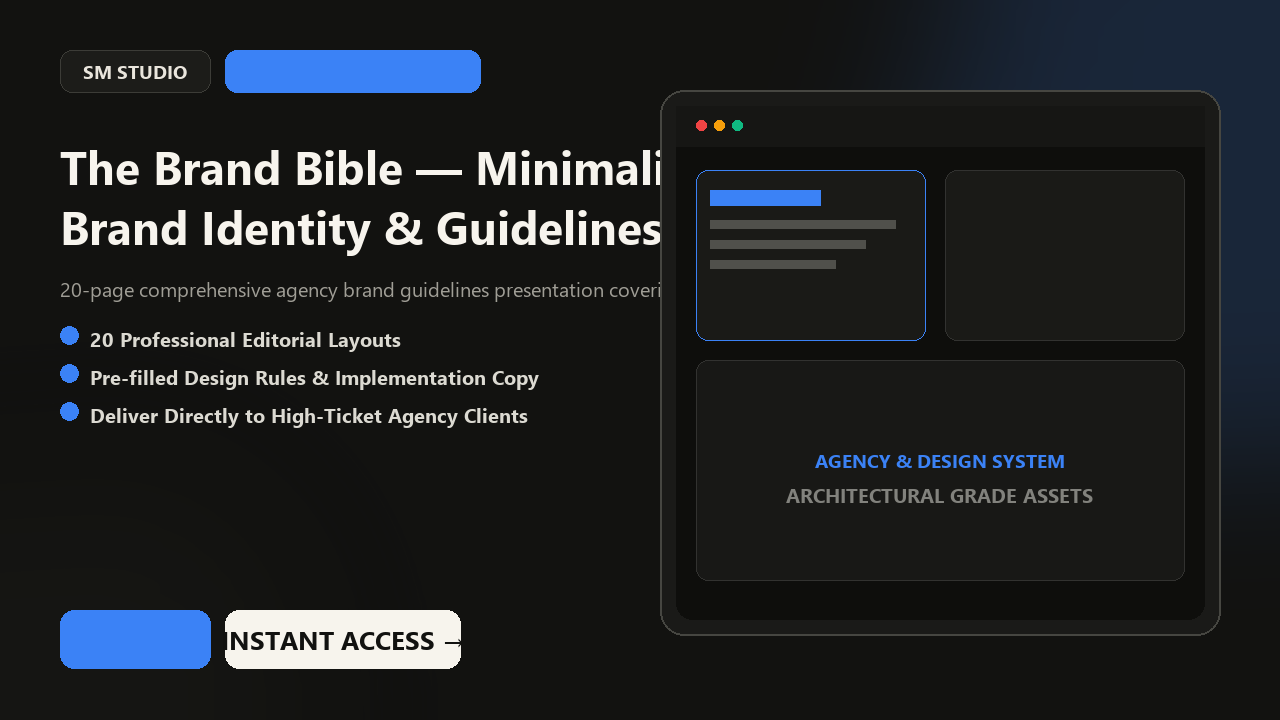 SM STUDIO
The Brand Bible — Minimali
Brand Identity & Guidelines
20-page comprehensive agency brand guidelines presentation coveri
20 Professional Editorial Layouts
Pre-filled Design Rules & Implementation Copy
Deliver Directly to High-Ticket Agency Clients
INSTANT ACCESS →
AGENCY & DESIGN SYSTEM
ARCHITECTURAL GRADE ASSETS